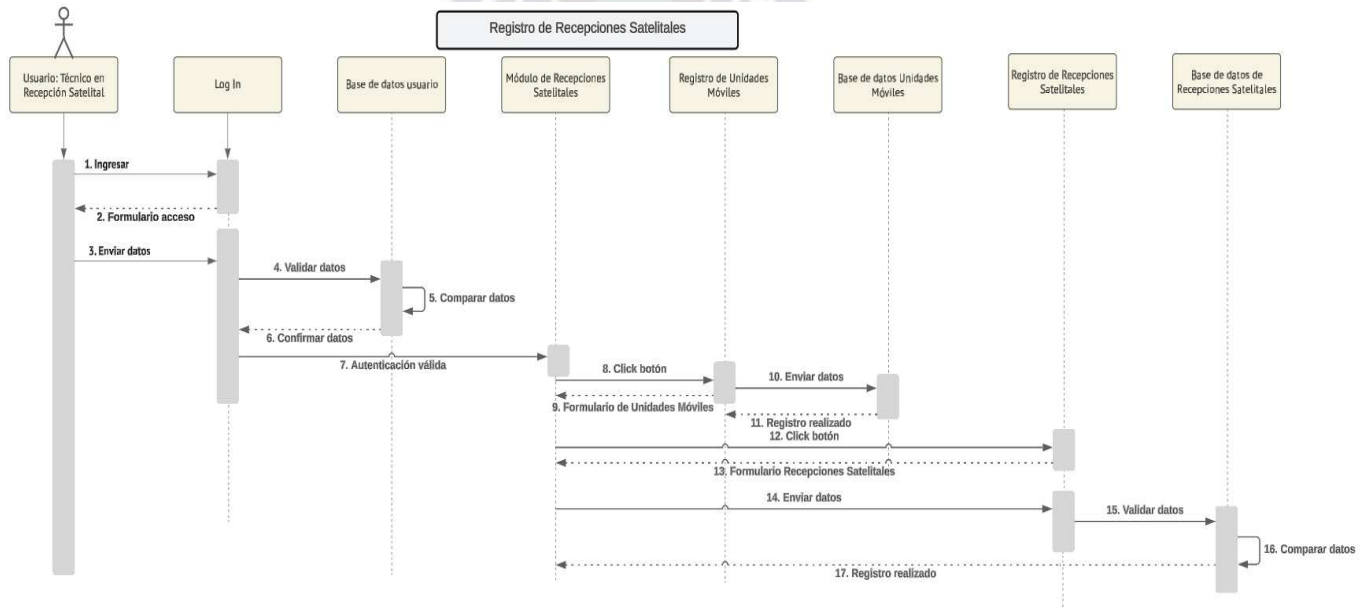 Registro de Recepciones Satelitales
Usuario: Técnico en
Recepción Satelital
Log In
Base de datos usuario
Módulo de Recepciones
Satelitales
Registro de Unidades
Móviles
Base de datos Unidades
Móviles
Registro de Recepciones
Satelitales
Base de datos de
Recepciones Satelitales
1. Ingresar
2. Formulario acceso
3. Enviar datos
4. Validar datos
5. Comparar datos
6. Confirmar datos
7. Autenticación válida
8. Click botón
9. Formulario de Unidades Móviles
10. Enviar datos
11. Registro realizado
12. Click botón
13. Formulario Recepciones Satelitales
14. Enviar datos
15. Validar datos
16. Comparar datos
17. Registro realizado